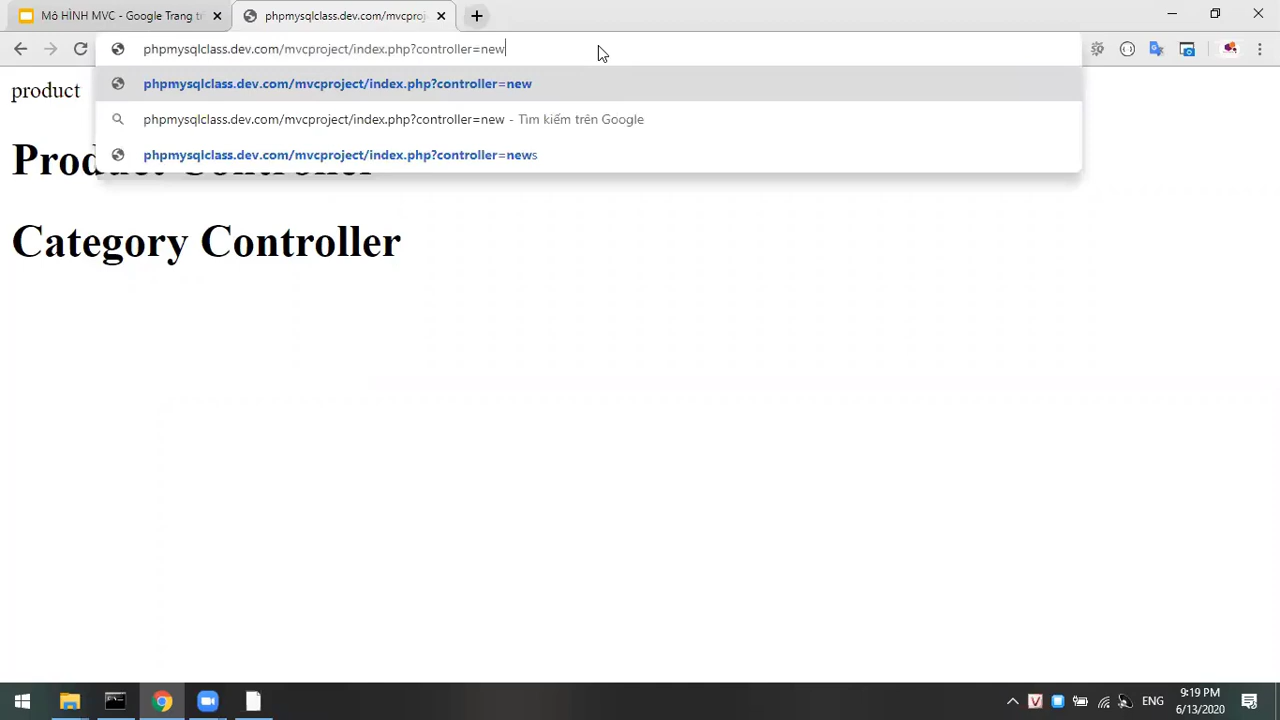 Mô HÌNH MVC - Google Trang t
phpmysqlclass.dev.com/mvcproj
phpmysqlclass.dev.com/mvcproject/index.php?controller=new
phpmysqlclass.dev.com/mvcproject/index.php?controller=new
phpmysqlclass.dev.com/mvcproject/index.php?controller=new - Tìm kiếm trên Google
phpmysqlclass.dev.com/mvcproject/index.php?controller=news
product
Product Controller
Category Controller
ENG
9:19 PM
6/13/2020